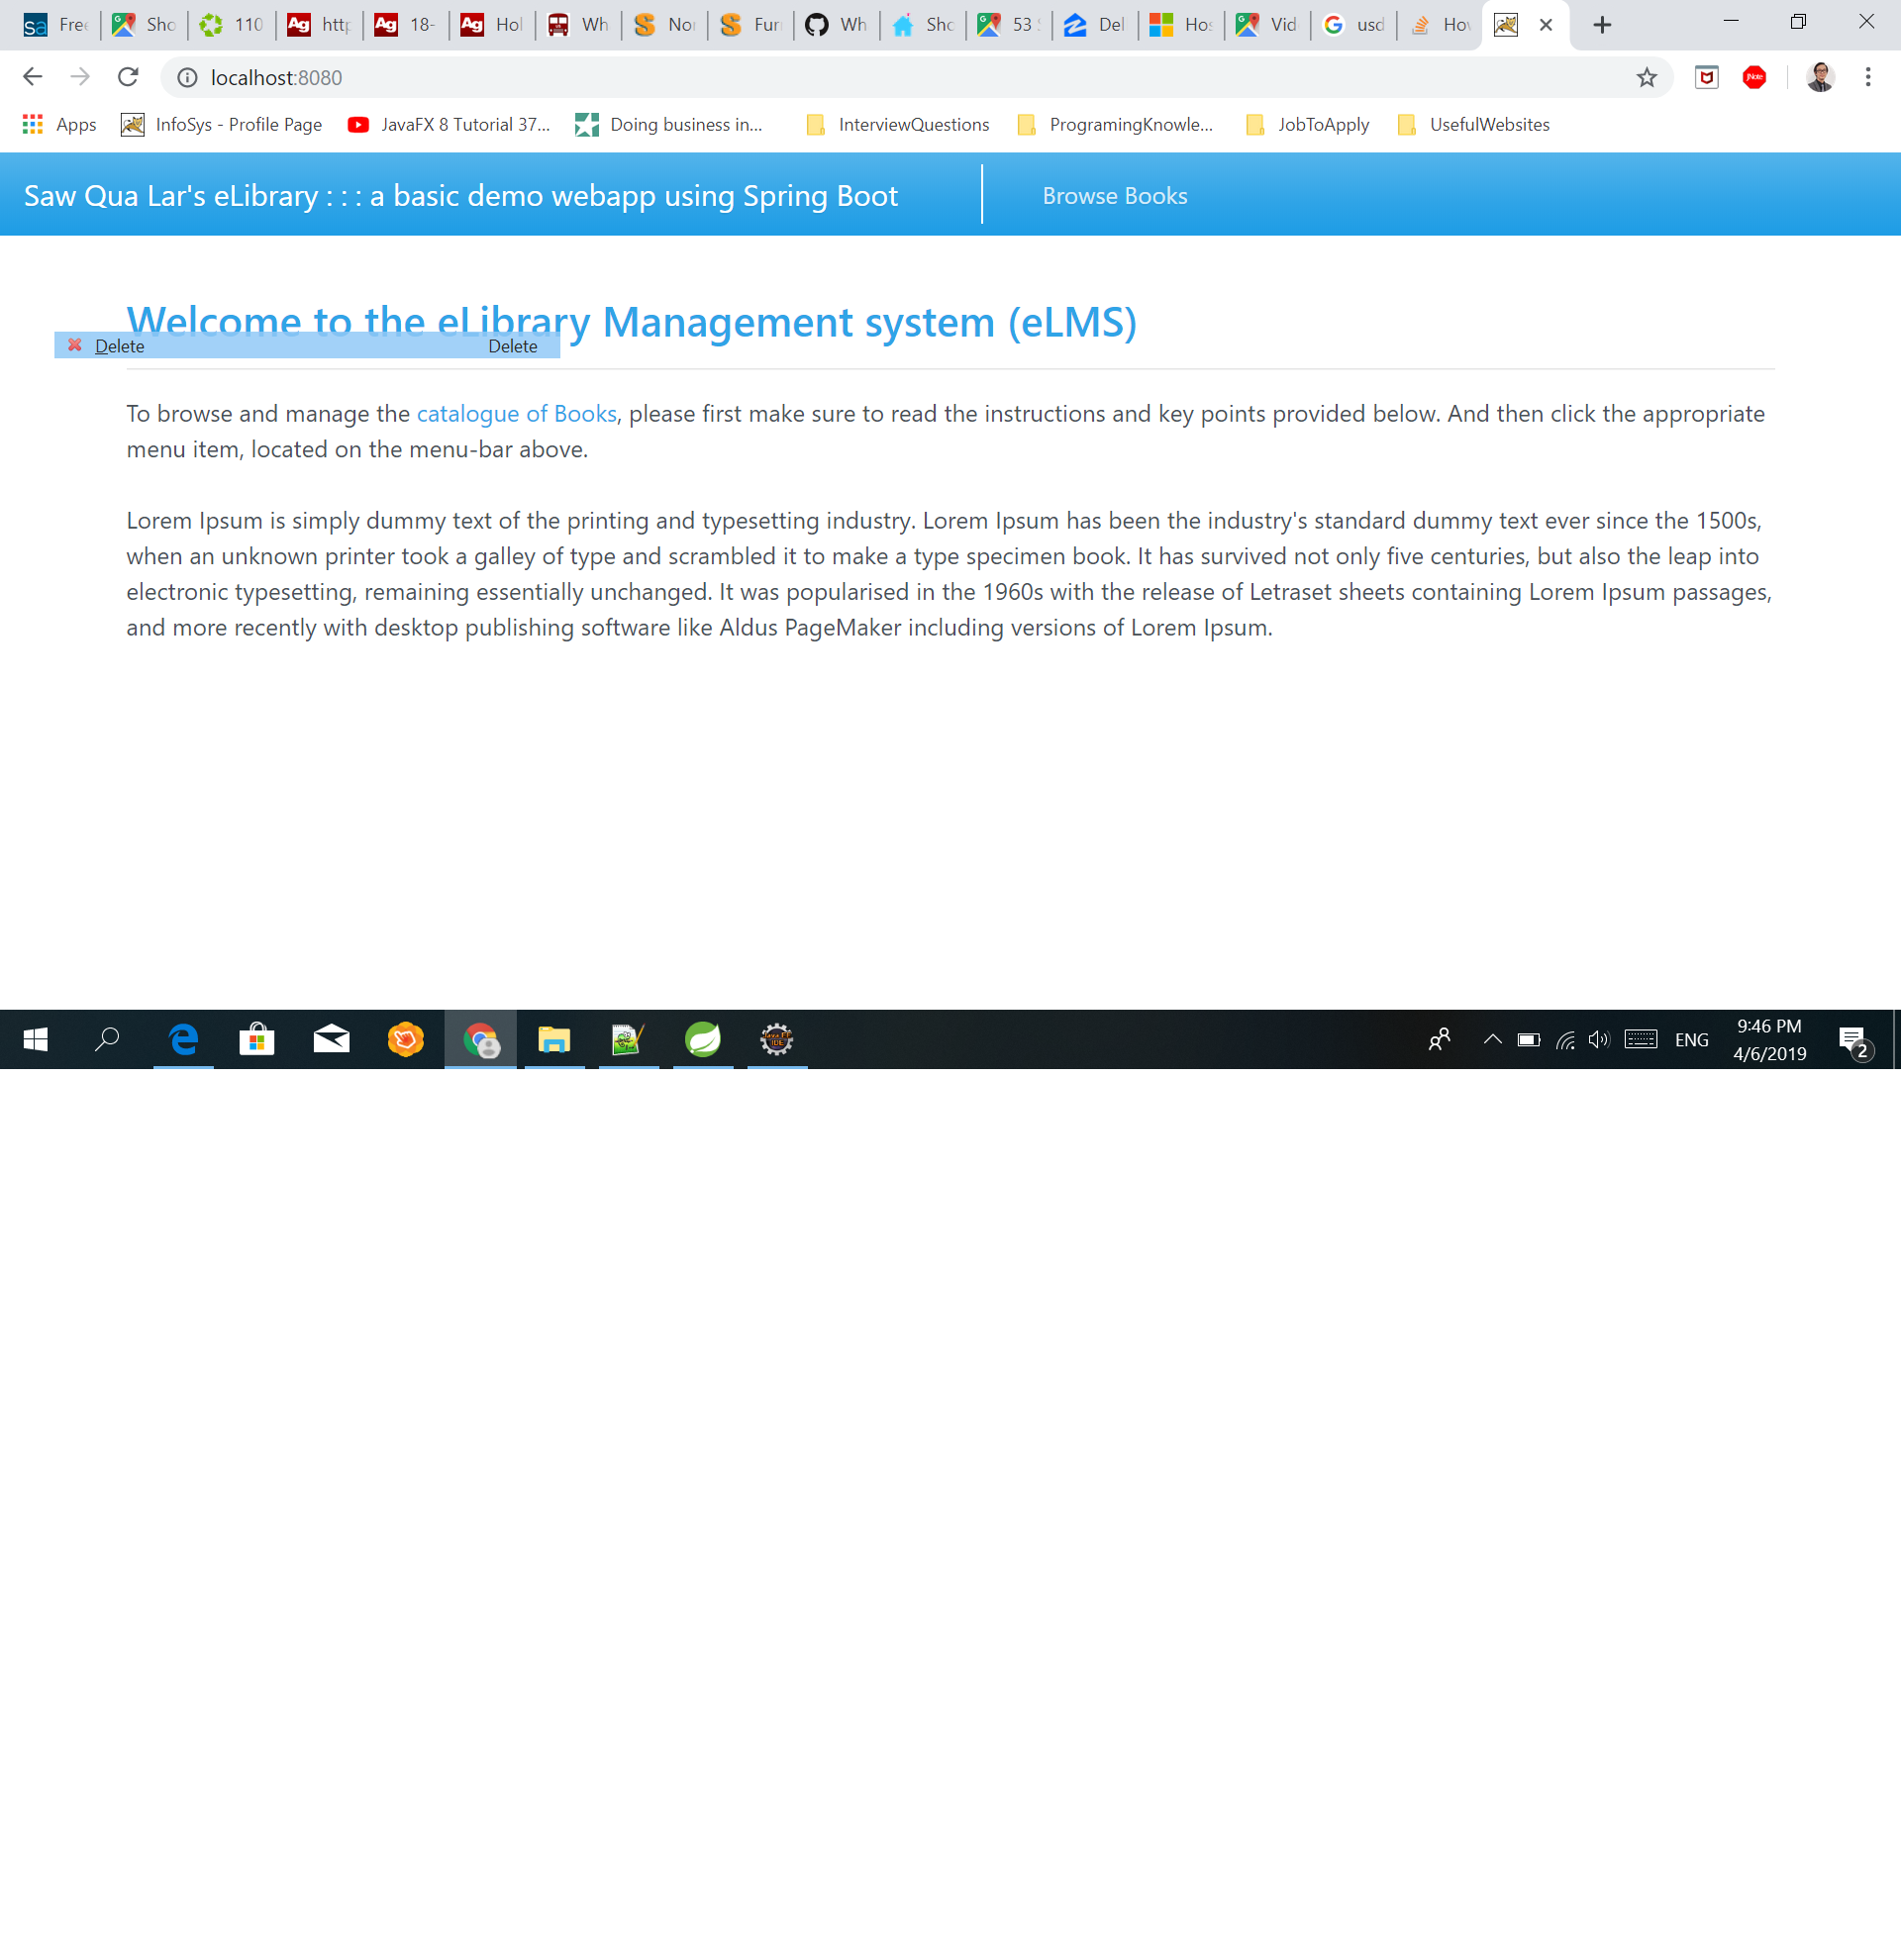 Free Sho 110 http 18- Hol Wh Nor Furn Wh Sho 53 Del Hos Vid usd How
localhost:8080
Apps InfoSys - Profile Page JavaFX 8 Tutorial 37... Doing business in... InterviewQuestions ProgramingKnowle... JobToApply UsefulWebsites
Saw Qua Lar's eLibrary : : : a basic demo webapp using Spring Boot Browse Books
Welcome to the eLibrary Management system (eLMS)
Delete Delete
To browse and manage the catalogue of Books, please first make sure to read the instructions and key points provided below. And then click the appropriate
menu item, located on the menu-bar above.
Lorem Ipsum is simply dummy text of the printing and typesetting industry. Lorem Ipsum has been the industry's standard dummy text ever since the 1500s,
when an unknown printer took a galley of type and scrambled it to make a type specimen book. It has survived not only five centuries, but also the leap into
electronic typesetting, remaining essentially unchanged. It was popularised in the 1960s with the release of Letraset sheets containing Lorem Ipsum passages,
and more recently with desktop publishing software like Aldus PageMaker including versions of Lorem Ipsum.
ENG
9:46 PM
4/6/2019
2